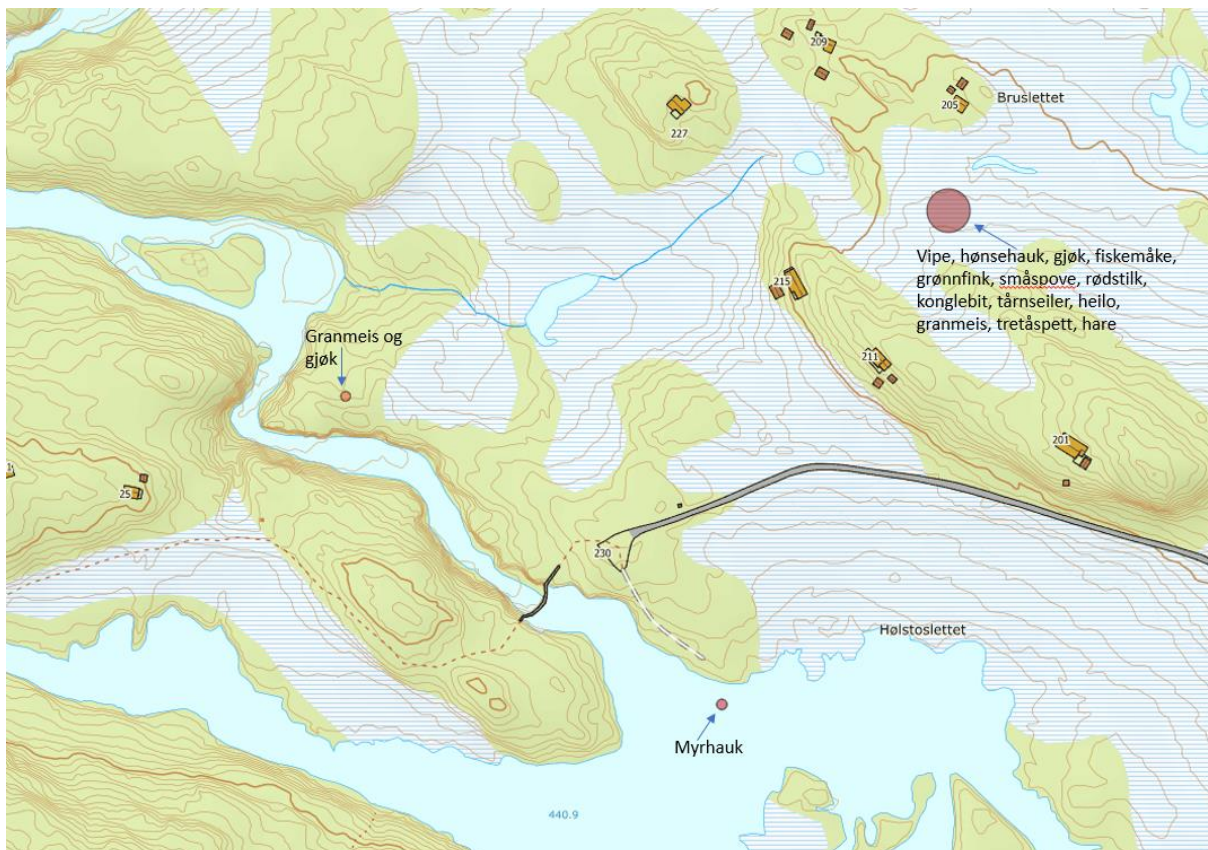 209
205
Bruslettet
227
Vipe, hønsehauk, gjøk, fiskemåke,
grønnfink, småspove, rødstilk,
konglebit, tårnseiler, heilo,
granmeis, tretåspett, hare
215
Granmeis og
gjøk
211
201
1
25
230
Hølstoslettet
Myrhauk
440.9